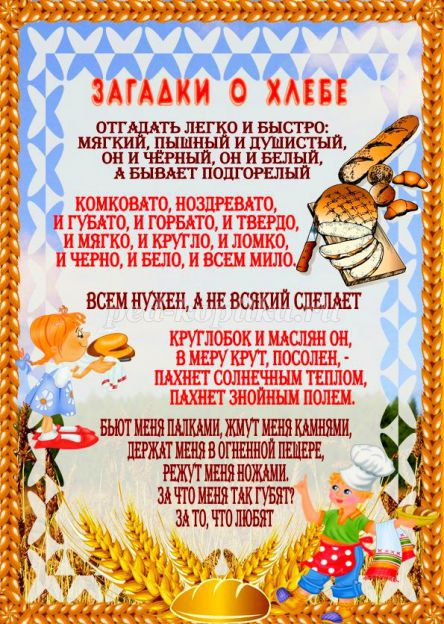 ЗАГАДКИ О ХЛЕБЕ
ОТГАДАТЬ ЛЕГКО И БЫСТРО:
МЯГКИЙ, ПЫШНЫЙ И ДУШИСТЫЙ,
ОН И ЧЁРНЫЙ, ОН И БЕЛЫЙ,
А БЫВАЕТ ПОДГОРЕЛЫЙ
КОМКОВАТО, НОЗДРЕВАТО,
И ГУБАТО, И ГОРБАТО, И ТВЕРДО,
И МЯГКО, И КРУГЛО, И ЛОМКО,
И ЧЕРНО, И БЕЛО, И ВСЕМ МИЛО.
ВСЕМ НУЖЕН, А НЕ ВСЯКИЙ СДЕЛАЕТ
ped-kopilka.ru
КРУГЛОБОК И МАСЛЯН ОН,
В МЕРУ КРУТ, ПОСОЛЕН, -
ПАХНЕТ СОЛНЕЧНЫМ ТЕПЛОМ,
ПАХНЕТ ЗНОЙНЫМ ПОЛЕМ.
БЬЮТ МЕНЯ ПАЛКАМИ, ЖМУТ МЕНЯ КАМНЯМИ,
ДЕРЖАТ МЕНЯ В ОГНЕННОЙ ПЕЩЕРЕ,
РЕЖУТ МЕНЯ НОЖАМИ.
ЗА ЧТО МЕНЯ ТАК ГУБЯТ?
ЗА ТО, ЧТО ЛЮБЯТ